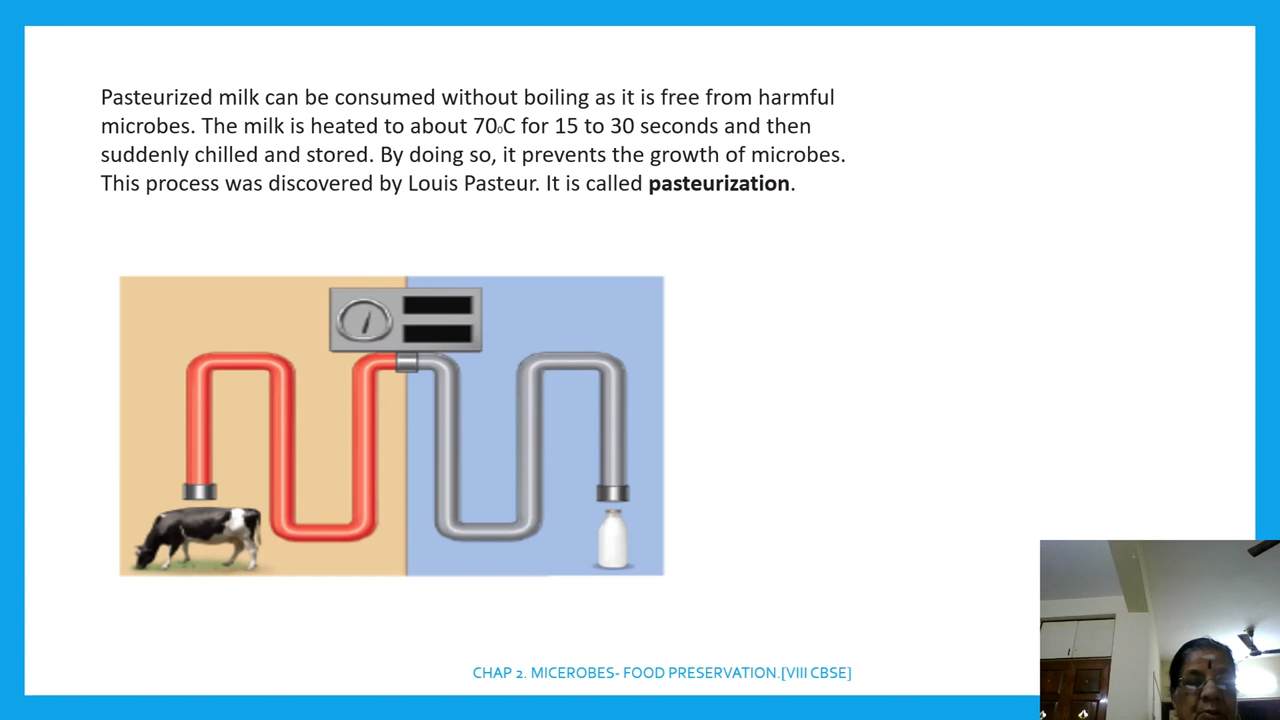 Pasteurized milk can be consumed without boiling as it is free from harmful
microbes. The milk is heated to about 70₀C for 15 to 30 seconds and then
suddenly chilled and stored. By doing so, it prevents the growth of microbes.
This process was discovered by Louis Pasteur. It is called pasteurization.
CHAP 2. MICEROBES- FOOD PRESERVATION.[VIII CBSE]